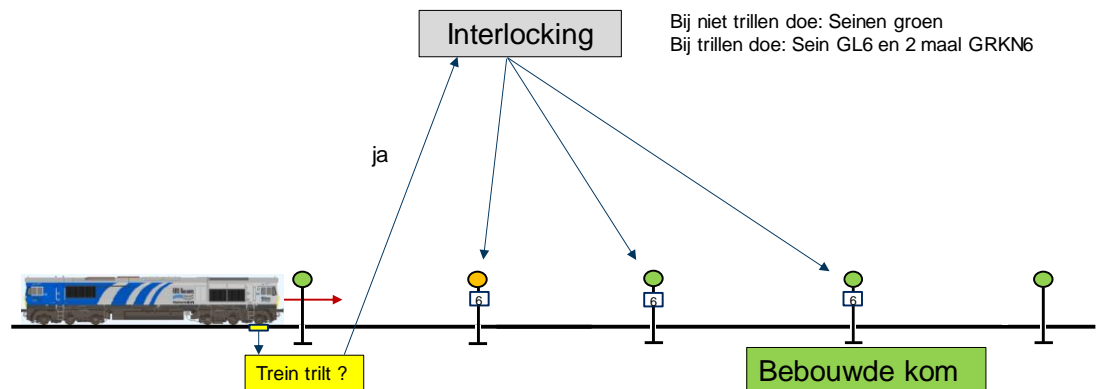 Interlocking
Bij niet trillen doe: Seinen groen
Bij trillen doe: Sein GL6 en 2 maal GRKN6
ja
6
6
6
Trein trilt ?
Bebouwde kom